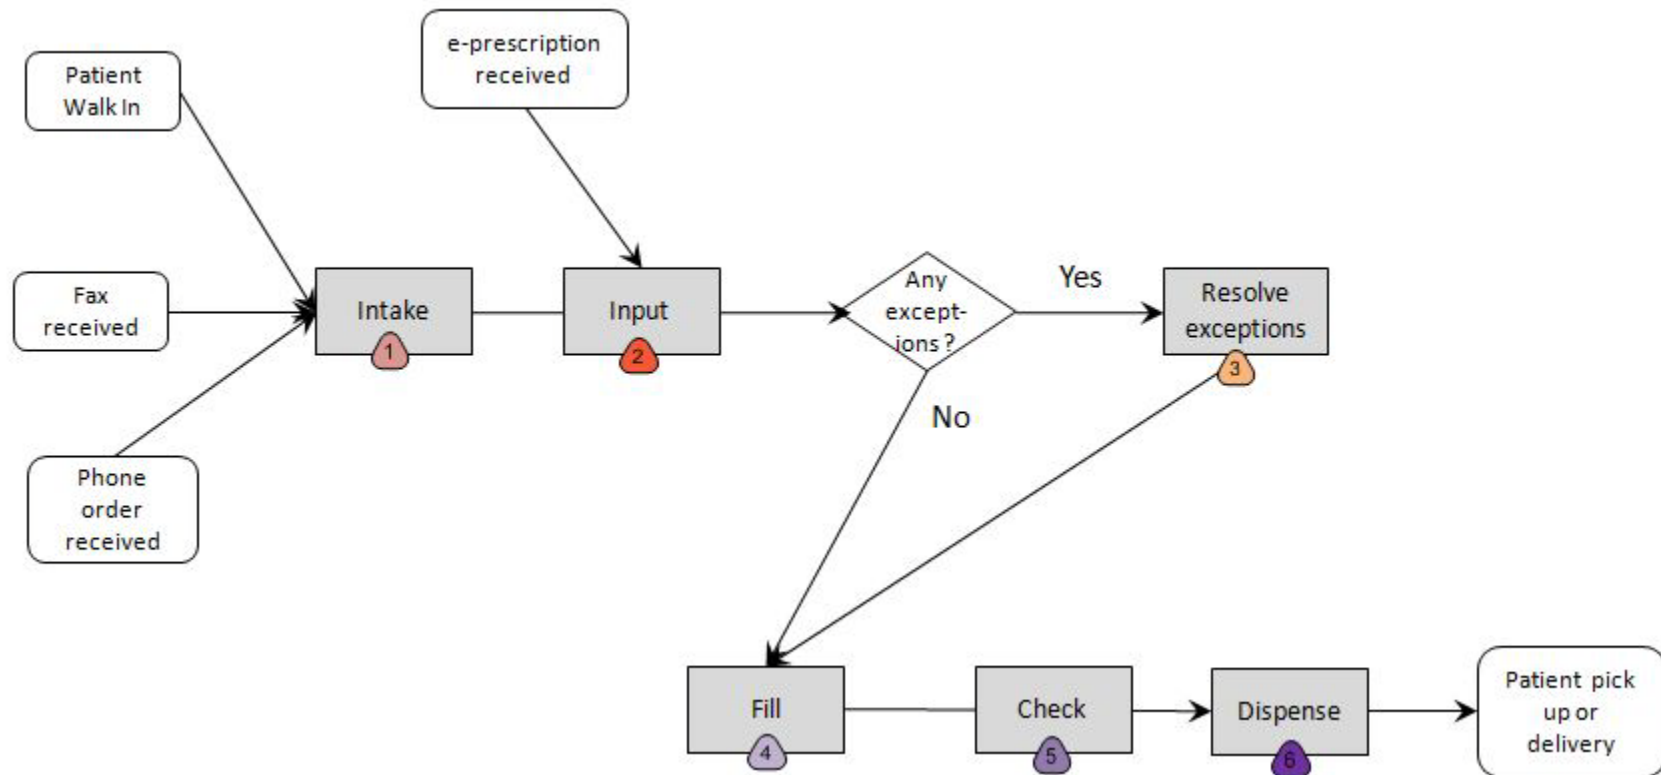 e-prescription
received
Patient
Walk In
Fax
received
Phone
order
received
Intake
1
Input
2
Any
except-
ions ?
Yes
No
Resolve
exceptions
3
Fill
4
Check
5
Dispense
6
Patient pick
up or
delivery